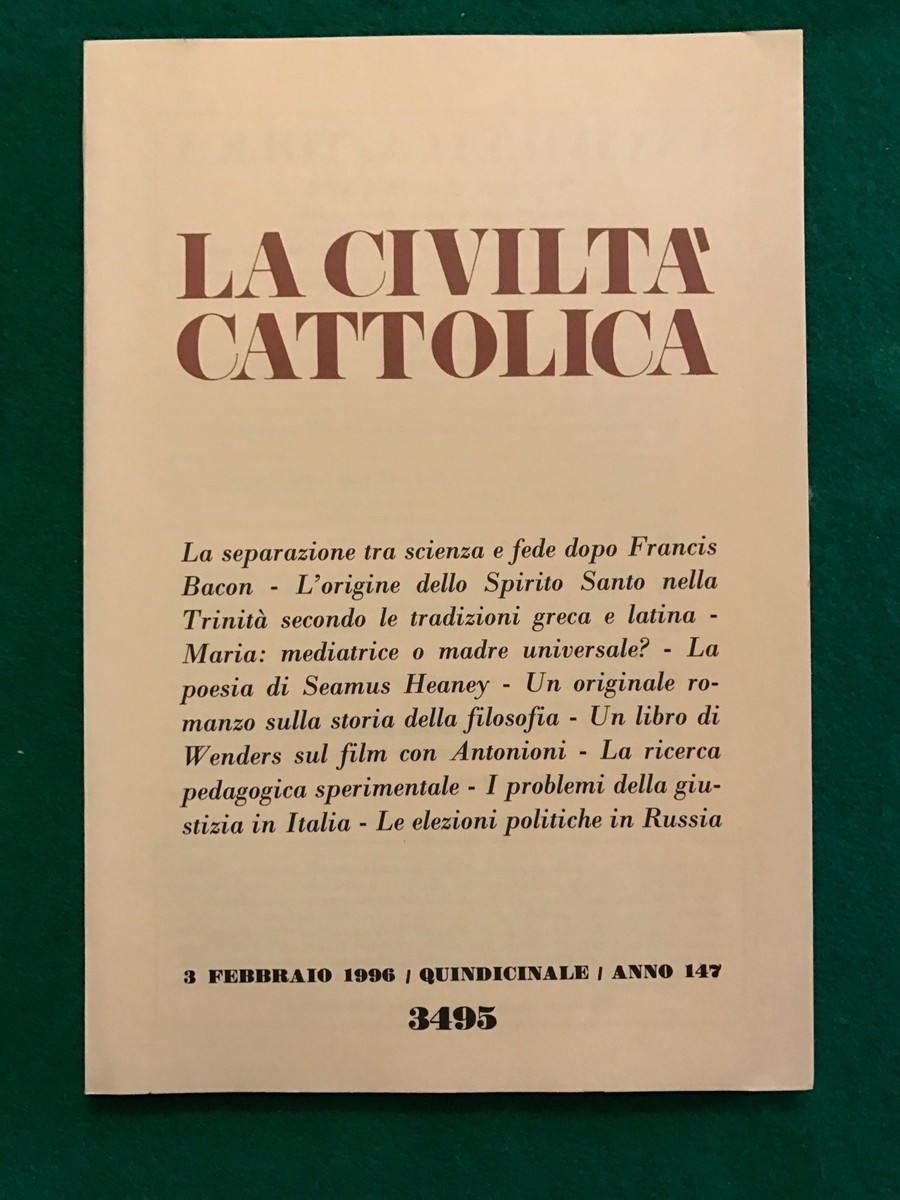 LA CIVILTA'
CATTOLICA
La separazione tra scienza e fede dopo Francis
Bacon - L'origine dello Spirito Santo nella
Trinità secondo le tradizioni greca e latina -
Maria: mediatrice o madre universale? - La
poesia di Seamus Heaney - Un originale ro-
manzo sulla storia della filosofia - Un libro di
Wenders sul film con Antonioni - La ricerca
pedagogica sperimentale - I problemi della giu-
stizia in Italia - Le elezioni politiche in Russia
3 FEBBRAIO 1996 / QUINDICINALE / ANNO 147
3495